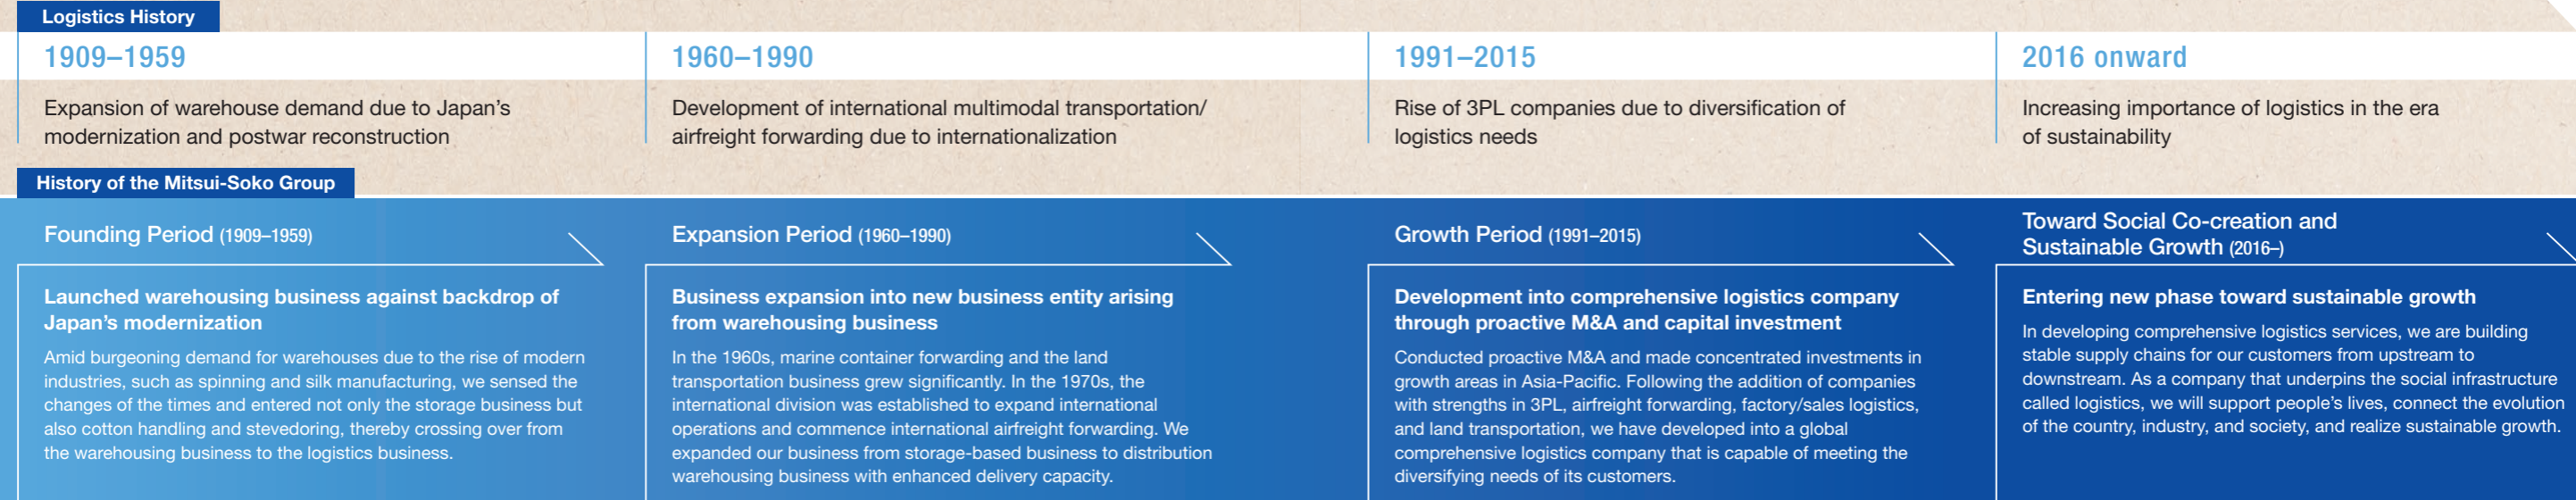 Logistics History
1909–1959
Expansion of warehouse demand due to Japan's
modernization and postwar reconstruction
1960–1990
Development of international multimodal transportation/
airfreight forwarding due to internationalization
1991–2015
Rise of 3PL companies due to diversification of
logistics needs
2016 onward
Increasing importance of logistics in the era
of sustainability
History of the Mitsui-Soko Group
Founding Period (1909–1959)
Launched warehousing business against backdrop of
Japan's modernization
Amid burgeoning demand for warehouses due to the rise of modern
industries, such as spinning and silk manufacturing, we sensed the
changes of the times and entered not only the storage business but
also cotton handling and stevedoring, thereby crossing over from
the warehousing business to the logistics business.
Expansion Period (1960–1990)
Business expansion into new business entity arising
from warehousing business
In the 1960s, marine container forwarding and the land
transportation business grew significantly. In the 1970s, the
international division was established to expand international
operations and commence international airfreight forwarding. We
expanded our business from storage-based business to distribution
warehousing business with enhanced delivery capacity.
Growth Period (1991–2015)
Development into comprehensive logistics company
through proactive M&A and capital investment
Conducted proactive M&A and made concentrated investments in
growth areas in Asia-Pacific. Following the addition of companies
with strengths in 3PL, airfreight forwarding, factory/sales logistics,
and land transportation, we have developed into a global
comprehensive logistics company that is capable of meeting the
diversifying needs of its customers.
Toward Social Co-creation and
Sustainable Growth (2016–)
Entering new phase toward sustainable growth
In developing comprehensive logistics services, we are building
stable supply chains for our customers from upstream to
downstream. As a company that underpins the social infrastructure
called logistics, we will support people's lives, connect the evolution
of the country, industry, and society, and realize sustainable growth.